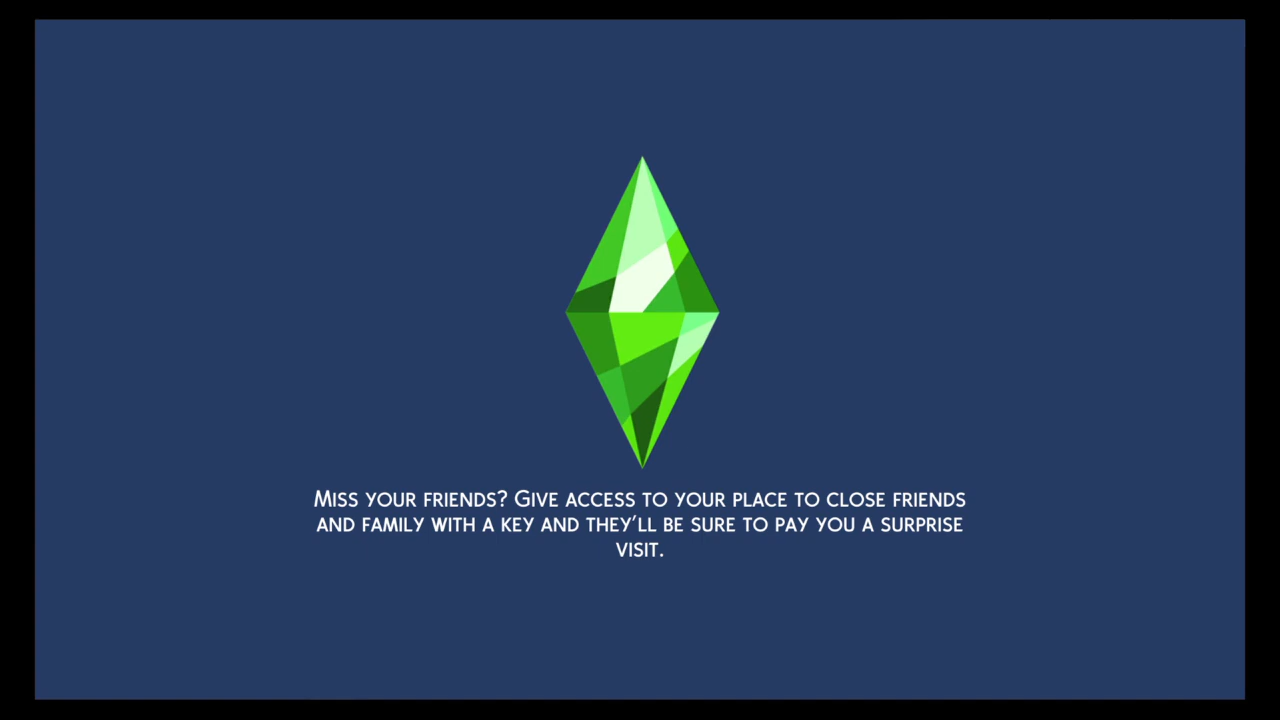 Miss your friends? Give access to your place to close friends
and family with a key and they'll be sure to pay you a surprise
visit.